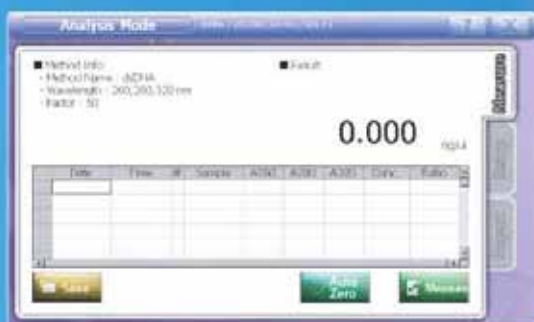 Analysis Mode
Method Info
- Method Name : dsDNA
- Wavelength : 260,280,320 nm
- Factor : 50
Result
0.000
Measure
Date Time # Sample A260 A280 A320 Conc. Ratio
Save
Auto
Zero
Measure